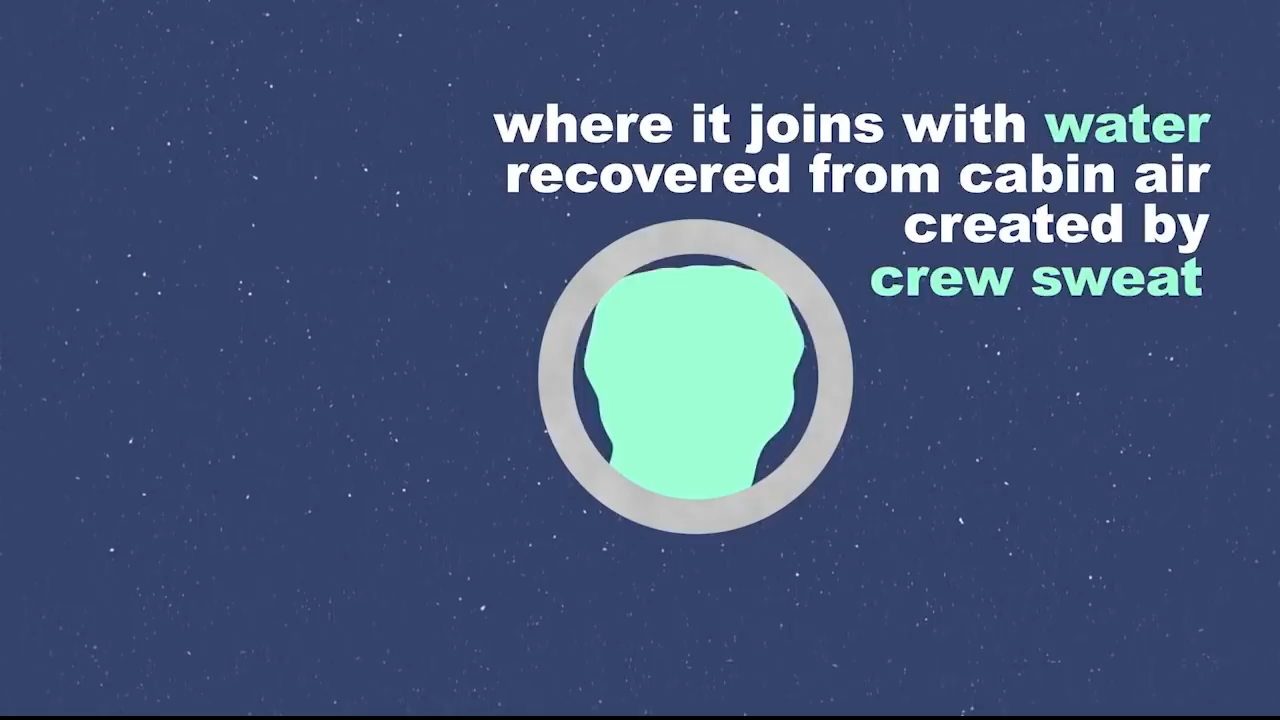 where it joins with water
recovered from cabin air
created by
crew sweat